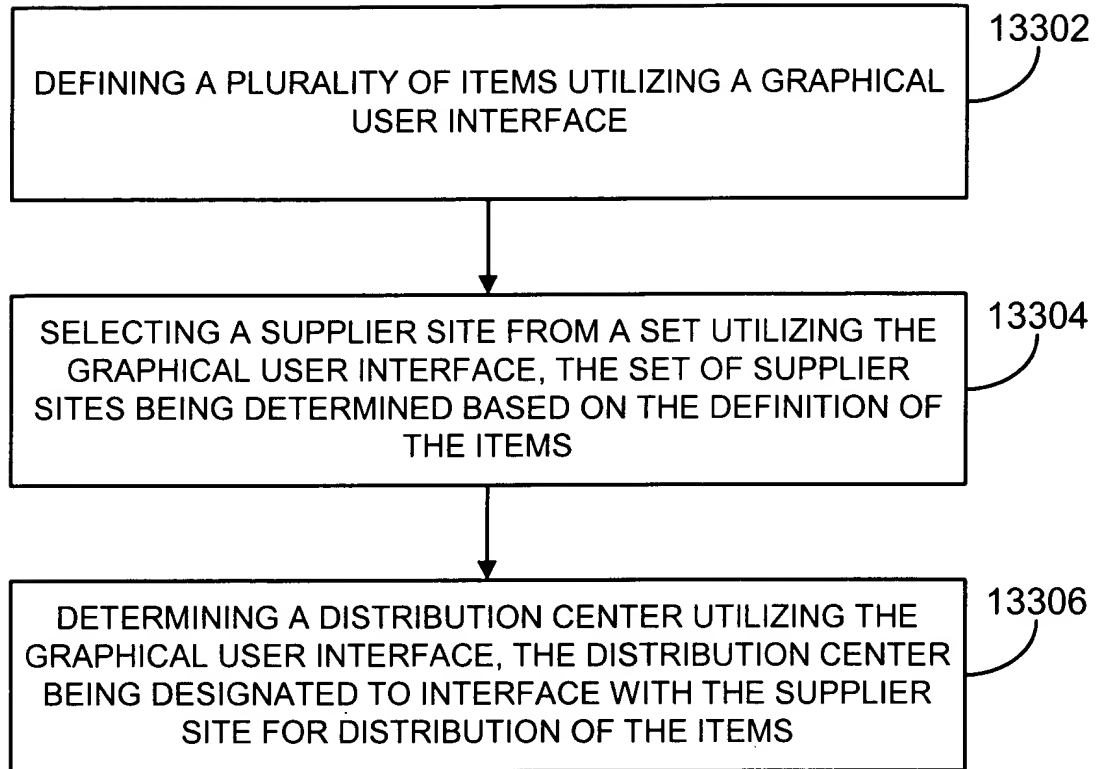 13302
DEFINING A PLURALITY OF ITEMS UTILIZING A GRAPHICAL
USER INTERFACE
13304
SELECTING A SUPPLIER SITE FROM A SET UTILIZING THE
GRAPHICAL USER INTERFACE, THE SET OF SUPPLIER
SITES BEING DETERMINED BASED ON THE DEFINITION OF
THE ITEMS
13306
DETERMINING A DISTRIBUTION CENTER UTILIZING THE
GRAPHICAL USER INTERFACE, THE DISTRIBUTION CENTER
BEING DESIGNATED TO INTERFACE WITH THE SUPPLIER
SITE FOR DISTRIBUTION OF THE ITEMS